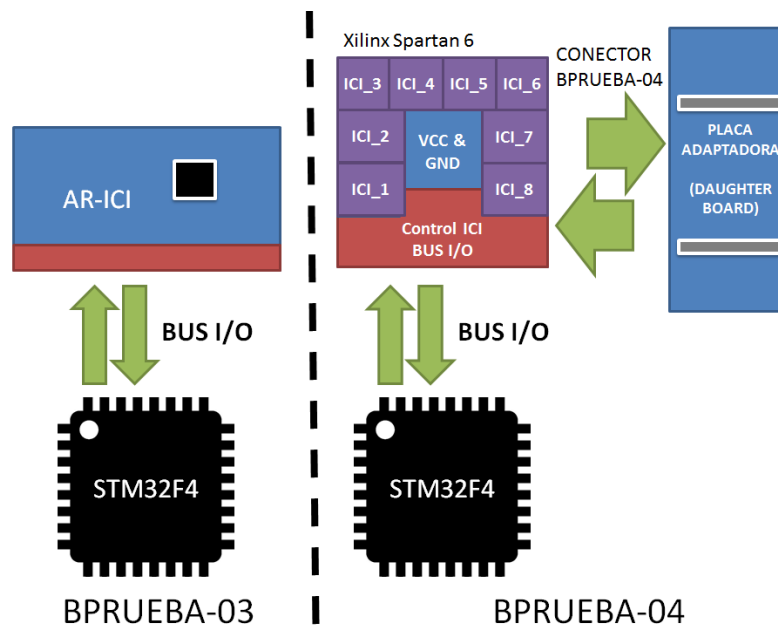 AR-ICI
BUS I/O
STM32F4
BPRUEBA-03
Xilinx Spartan 6
ICI_3
ICI_4
ICI_5
ICI_6
ICI_2
VCC &
GND
ICI_7
ICI_1
ICI_8
Control ICI
BUS I/O
CONECTOR
BPRUEBA-04
PLACA
ADAPTADORA
(DAUGHTER
BOARD)
BUS I/O
STM32F4
BPRUEBA-04